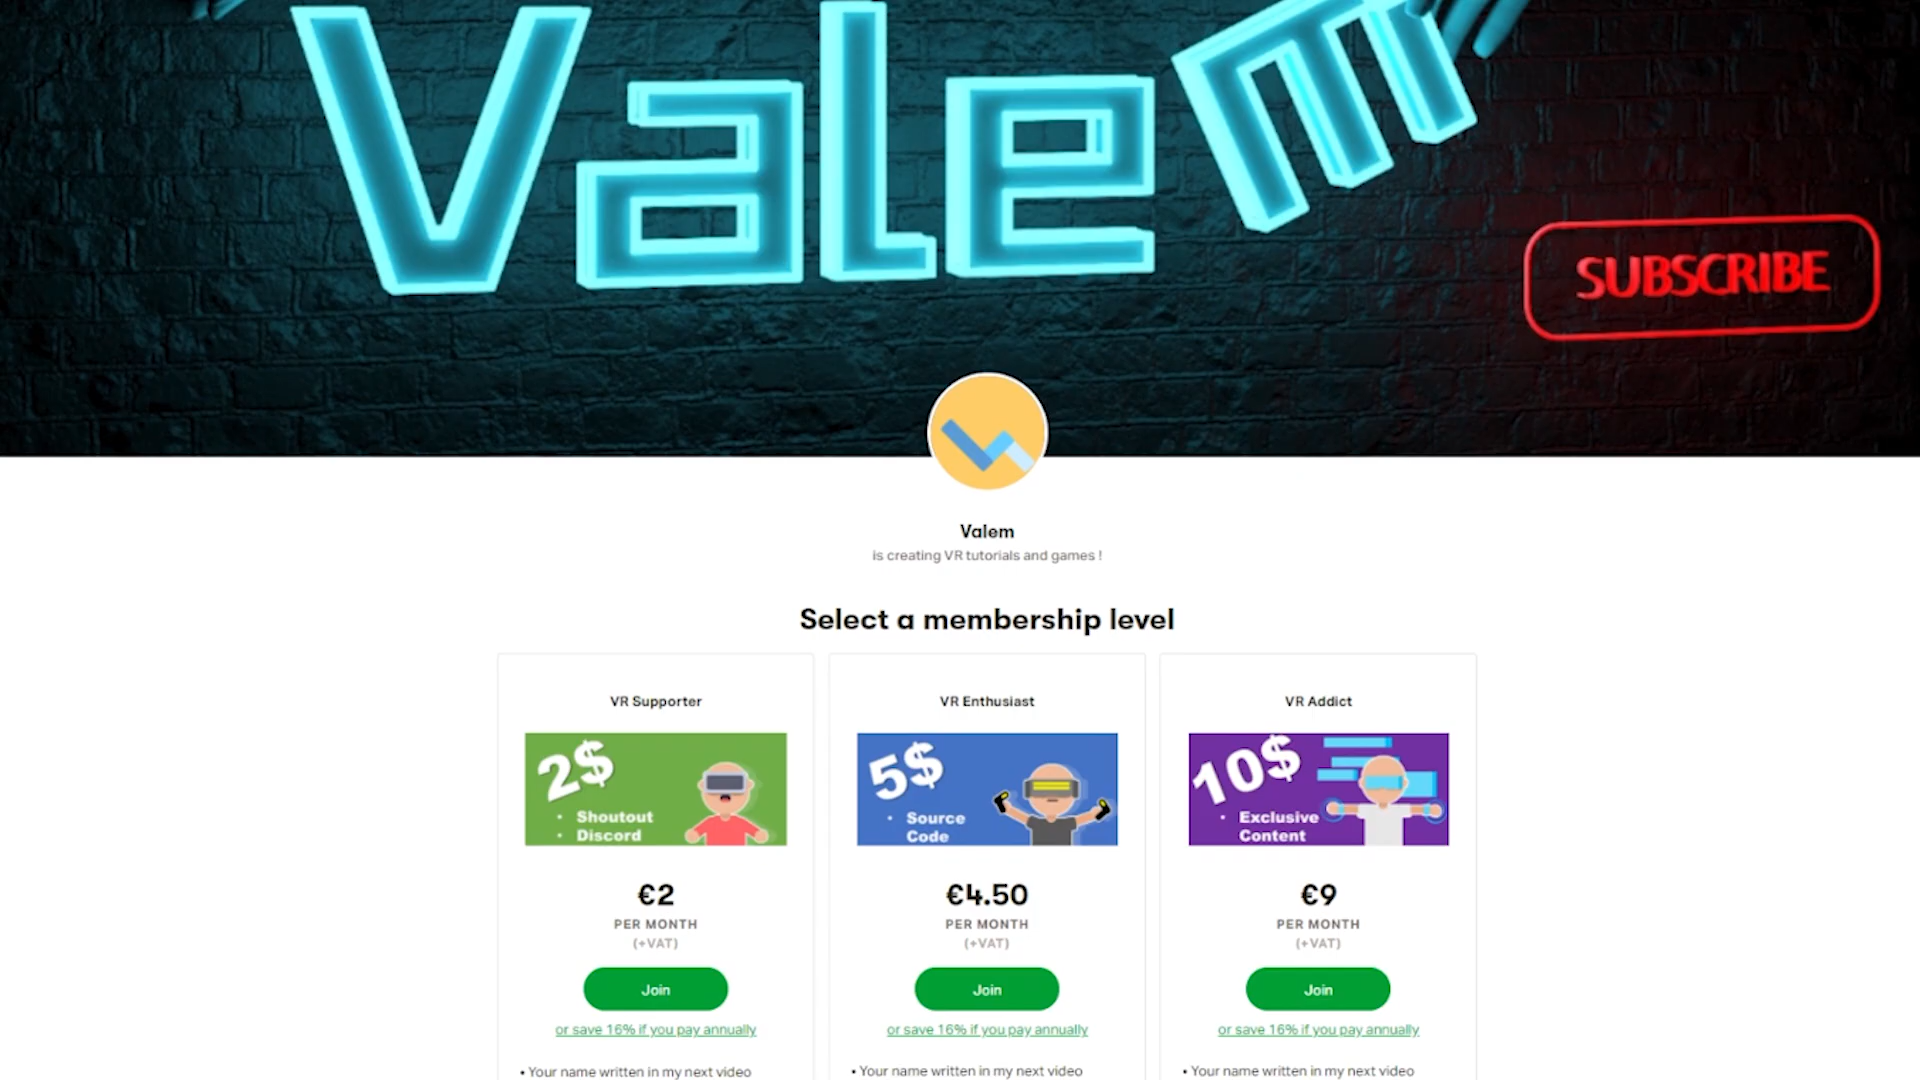 Valem
SUBSCRIBE
Valem
is creating VR tutorials and games !
Select a membership level
VR Supporter
2$
• Shoutout
• Discord
€2
PER MONTH
(+VAT)
Join
or save 16% if you pay annually
• Your name written in my next video
VR Enthusiast
5$
• Source
Code
€4.50
PER MONTH
(+VAT)
Join
or save 16% if you pay annually
• Your name written in my next video
VR Addict
10$
• Exclusive
Content
€9
PER MONTH
(+VAT)
Join
or save 16% if you pay annually
• Your name written in my next video